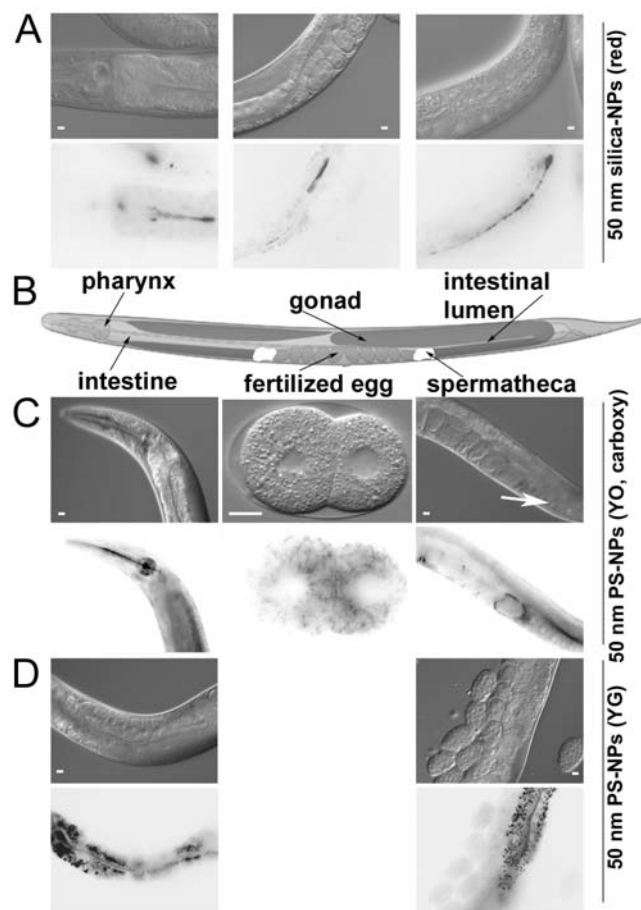 A
50 nm silica-NPs (red)
B
pharynx
gonad
intestinal
lumen
intestine
fertilized egg
spermatheca
C
50 nm PS-NPs (YO, carboxy)
D
50 nm PS-NPs (YG)